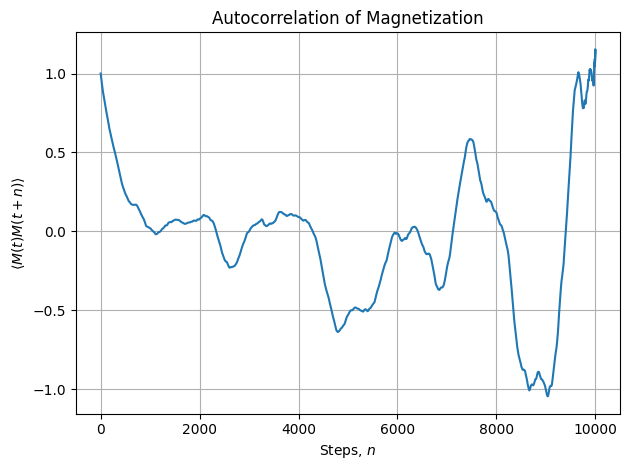 Autocorrelation of Magnetization
⟨M(t)M(t + n)⟩
1.0
0.5
0.0
−0.5
−1.0
0 2000 4000 6000 8000 10000
Steps, n